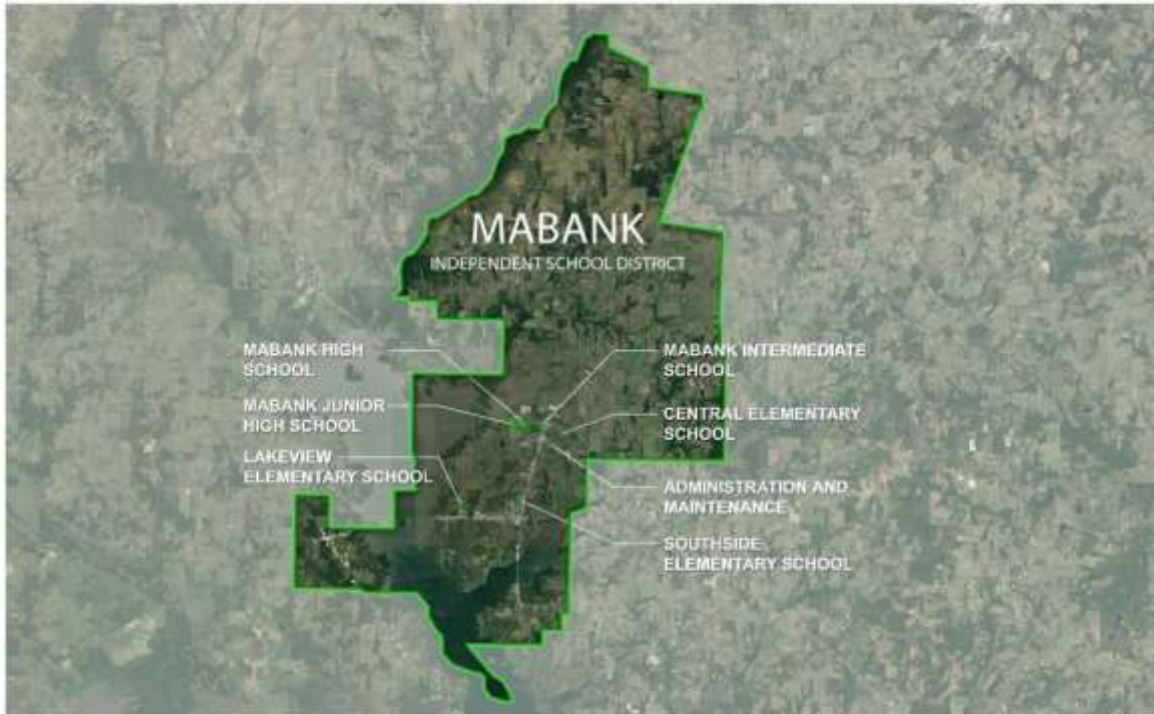 MABANK
INDEPENDENT SCHOOL DISTRICT
MABANK HIGH
SCHOOL
MABANK JUNIOR
HIGH SCHOOL
LAKEVIEW
ELEMENTARY SCHOOL
MABANK INTERMEDIATE
SCHOOL
CENTRAL ELEMENTARY
SCHOOL
ADMINISTRATION AND
MAINTENANCE
SOUTHSIDE
ELEMENTARY SCHOOL